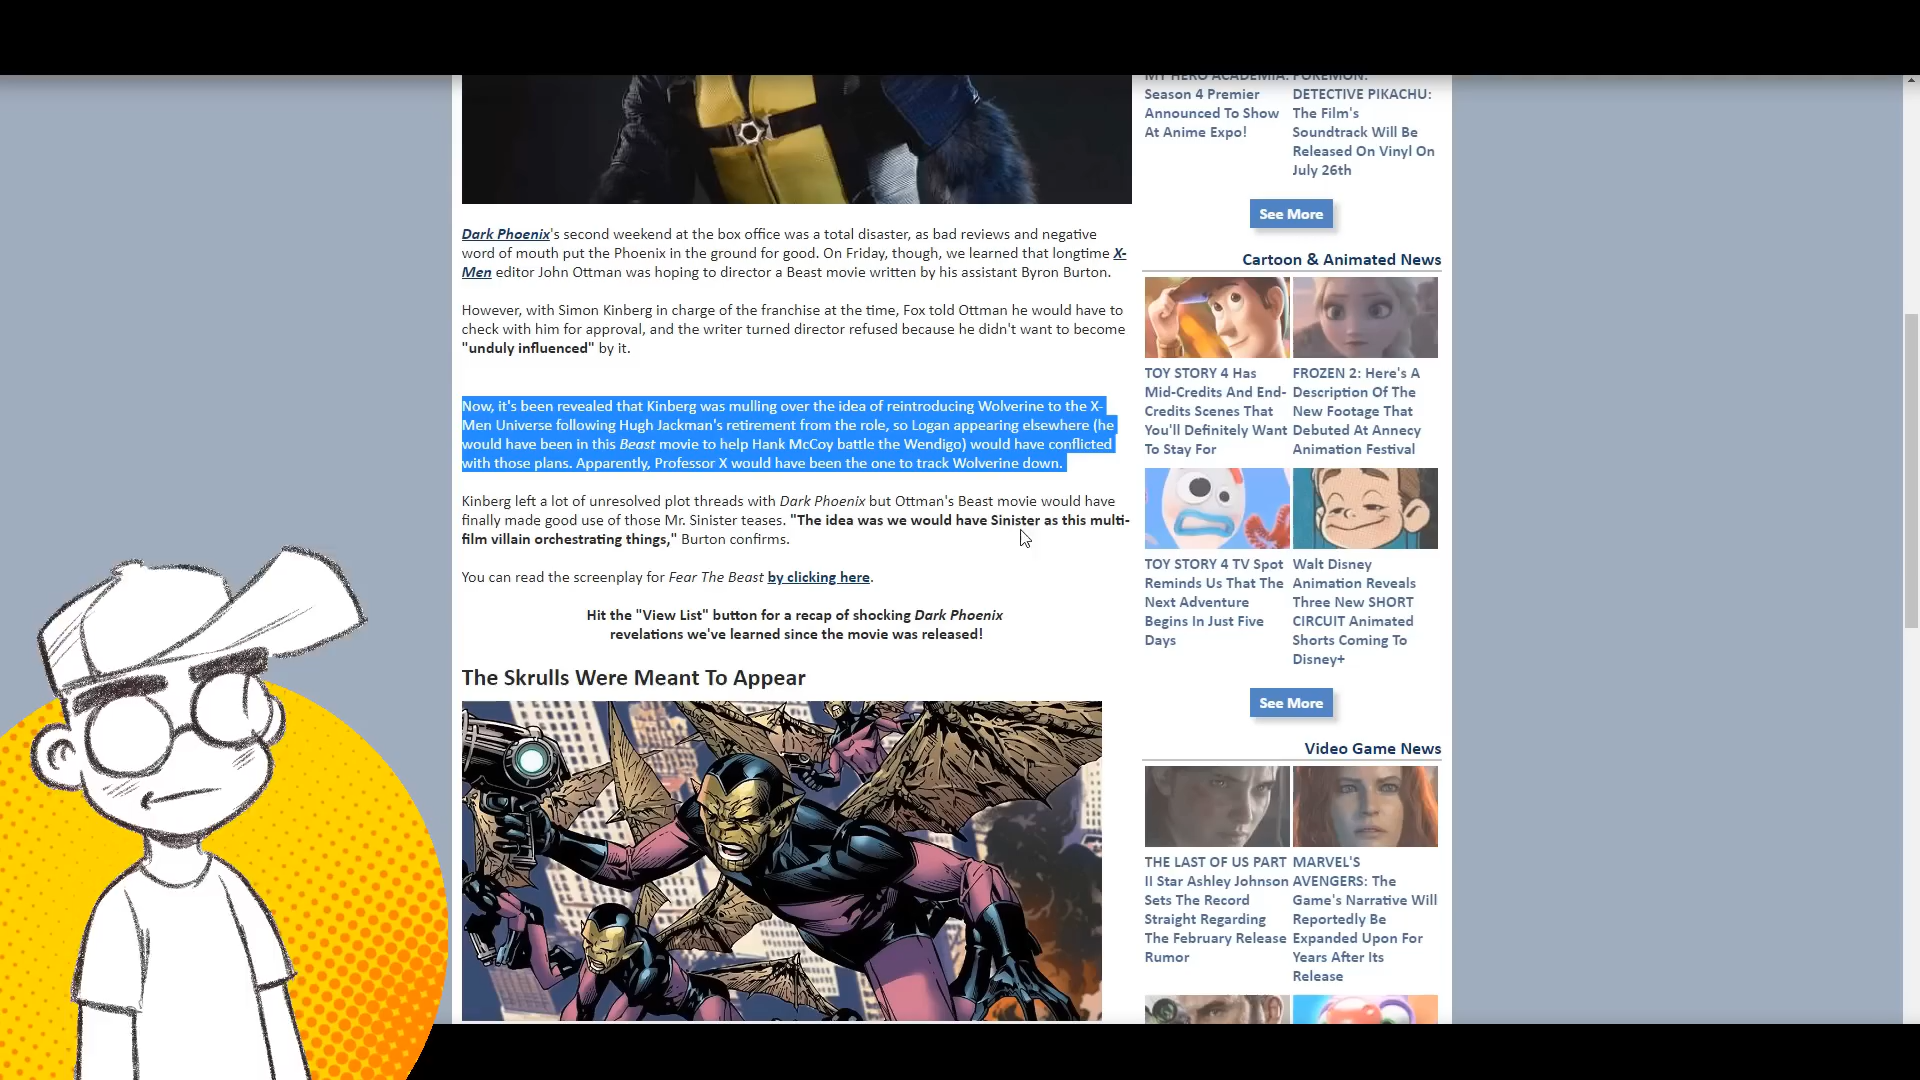 Dark Phoenix's second weekend at the box office was a total disaster, as bad reviews and negative
word of mouth put the Phoenix in the ground for good. On Friday, though, we learned that longtime X-
Men editor John Ottman was hoping to director a Beast movie written by his assistant Byron Burton.
However, with Simon Kinberg in charge of the franchise at the time, Fox told Ottman he would have to
check with him for approval, and the writer turned director refused because he didn't want to become
"unduly influenced" by it.
Now, it's been revealed that Kinberg was mulling over the idea of reintroducing Wolverine to the X-
Men Universe following Hugh Jackman's retirement from the role, so Logan appearing elsewhere (he
would have been in this Beast movie to help Hank McCoy battle the Wendigo) would have conflicted
with those plans. Apparently, Professor X would have been the one to track Wolverine down.
Kinberg left a lot of unresolved plot threads with Dark Phoenix but Ottman's Beast movie would have
finally made good use of those Mr. Sinister teases. "The idea was we would have Sinister as this multi-
film villain orchestrating things," Burton confirms.
You can read the screenplay for Fear The Beast by clicking here.
Hit the "View List" button for a recap of shocking Dark Phoenix
revelations we've learned since the movie was released!
The Skrulls Were Meant To Appear
MY HERO ACADEMIA:
Season 4 Premier
Announced To Show
At Anime Expo!
POKEMON:
DETECTIVE PIKACHU:
The Film's
Soundtrack Will Be
Released On Vinyl On
July 26th
See More
Cartoon & Animated News
TOY STORY 4 Has
Mid-Credits And End-
Credits Scenes That
You'll Definitely Want
To Stay For
FROZEN 2: Here's A
Description Of The
New Footage That
Debuted At Annecy
Animation Festival
TOY STORY 4 TV Spot
Reminds Us That The
Next Adventure
Begins In Just Five
Days
Walt Disney
Animation Reveals
Three New SHORT
CIRCUIT Animated
Shorts Coming To
Disney+
See More
Video Game News
THE LAST OF US PART
II Star Ashley Johnson
Sets The Record
Straight Regarding
The February Release
Rumor
MARVEL'S
AVENGERS: The
Game's Narrative Will
Reportedly Be
Expanded Upon For
Years After Its
Release